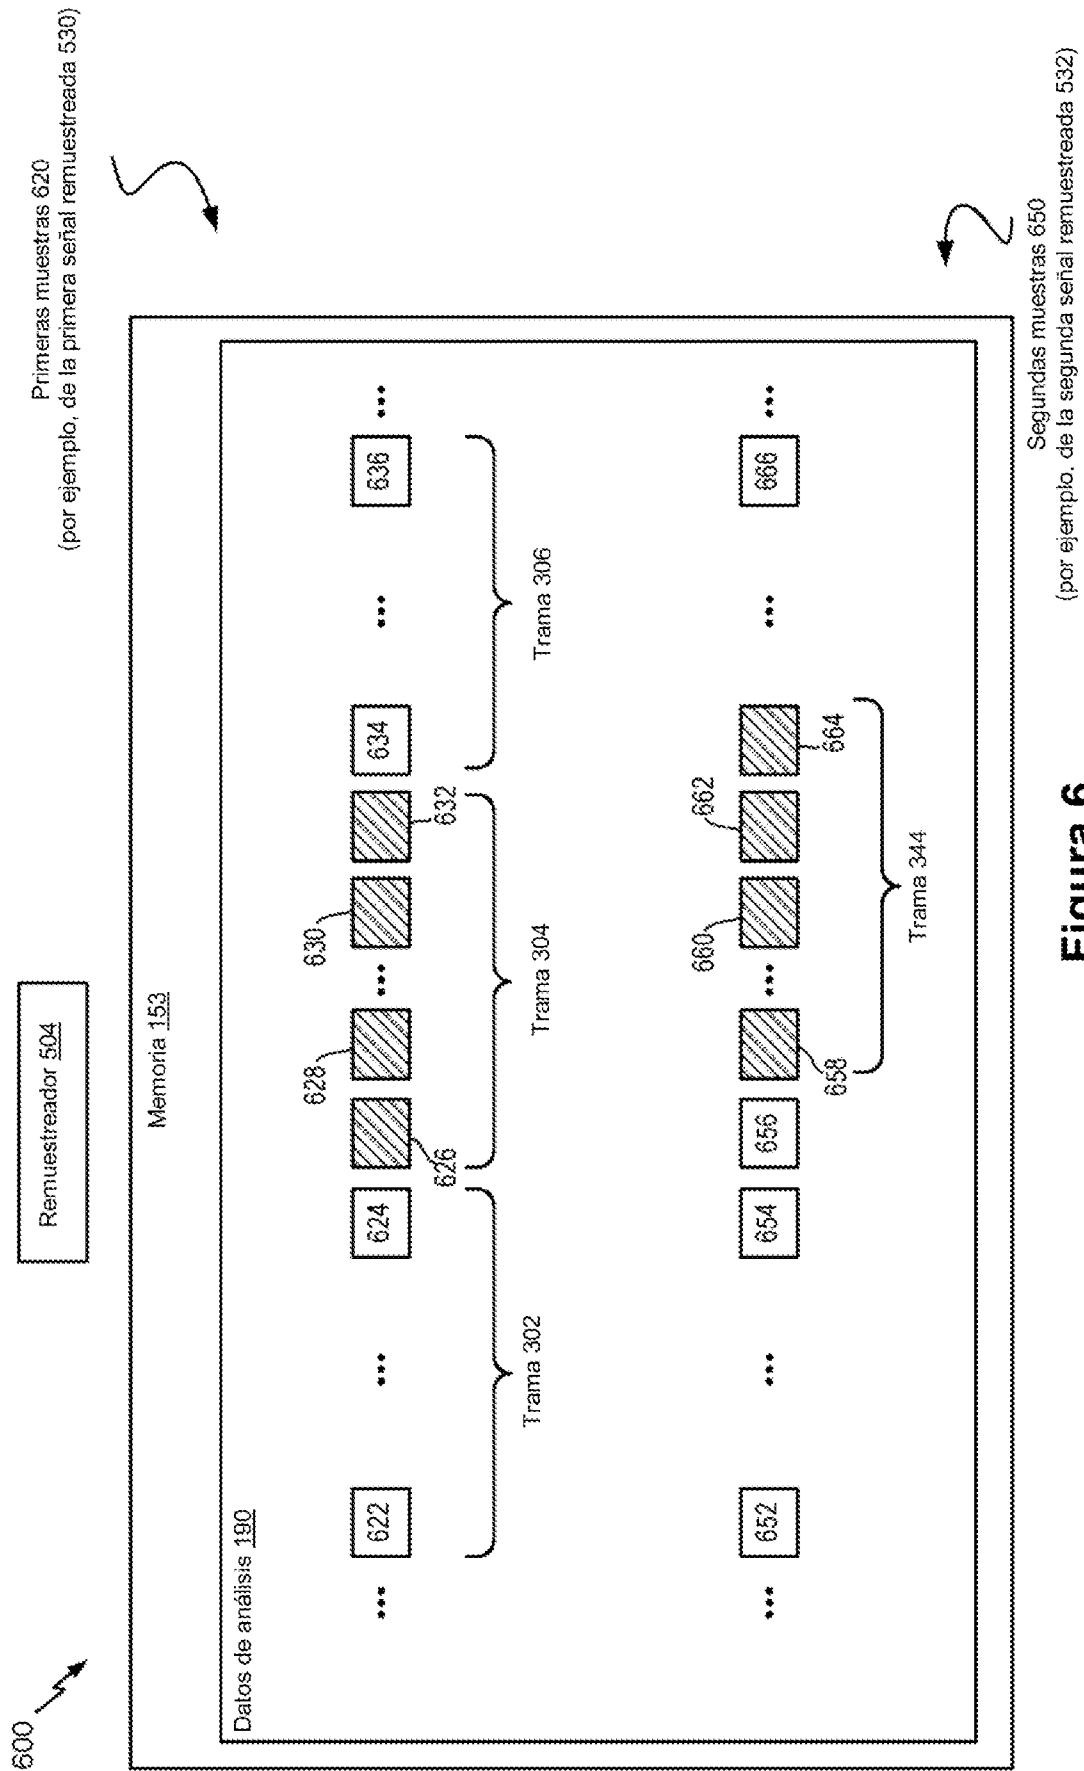 600
Remuestreador 504
Primeras muestras 620
(por ejemplo, de la primera señal remuestreada 530)
Memoria 153
Datos de análisis 190
••• 622 ••• 624 626 628 ••• 630 632 634 ••• 636 •••
Trama 302
Trama 304
Trama 306
••• 652 ••• 654 656 658 ••• 660 662 664 ••• 666 •••
Trama 344
Segundas muestras 650
(por ejemplo, de la segunda señal remuestreada 532)
Figura 6